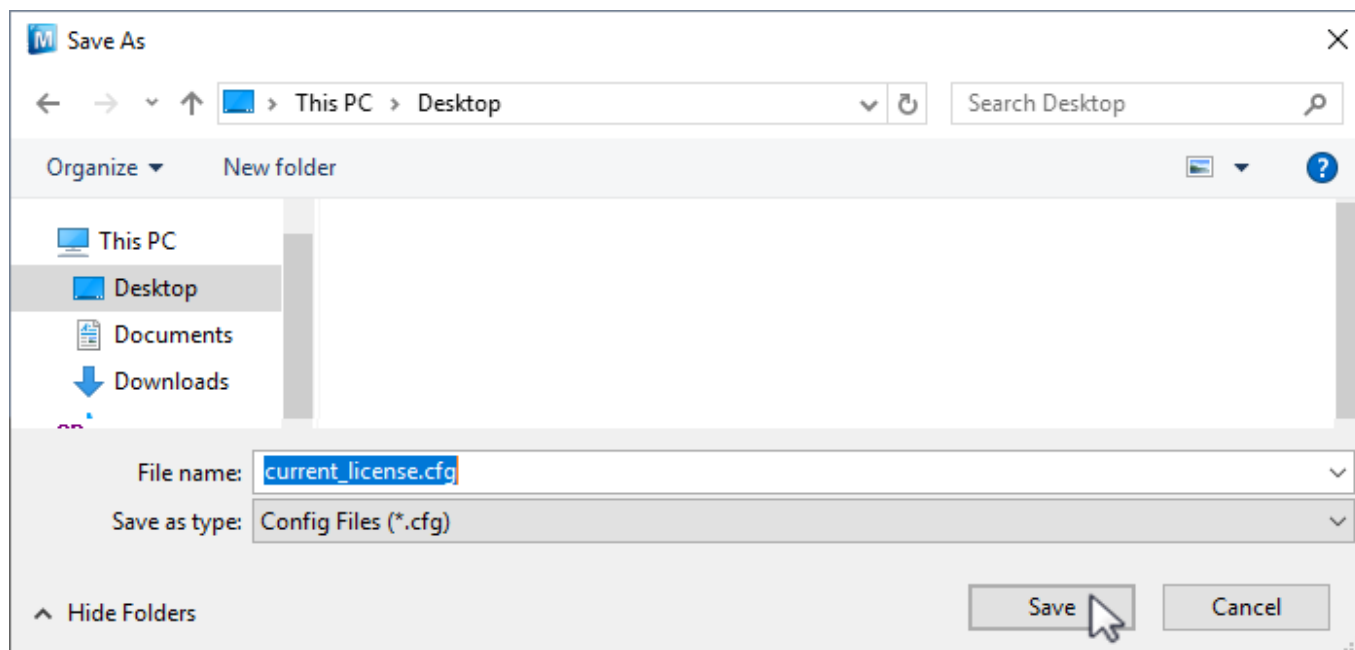 M Save As
This PC > Desktop
Search Desktop
Organize
New folder
?
This PC
Desktop
Documents
Downloads
File name: current_license.cfg
Save as type: Config Files (*.cfg)
Hide Folders
Save
Cancel